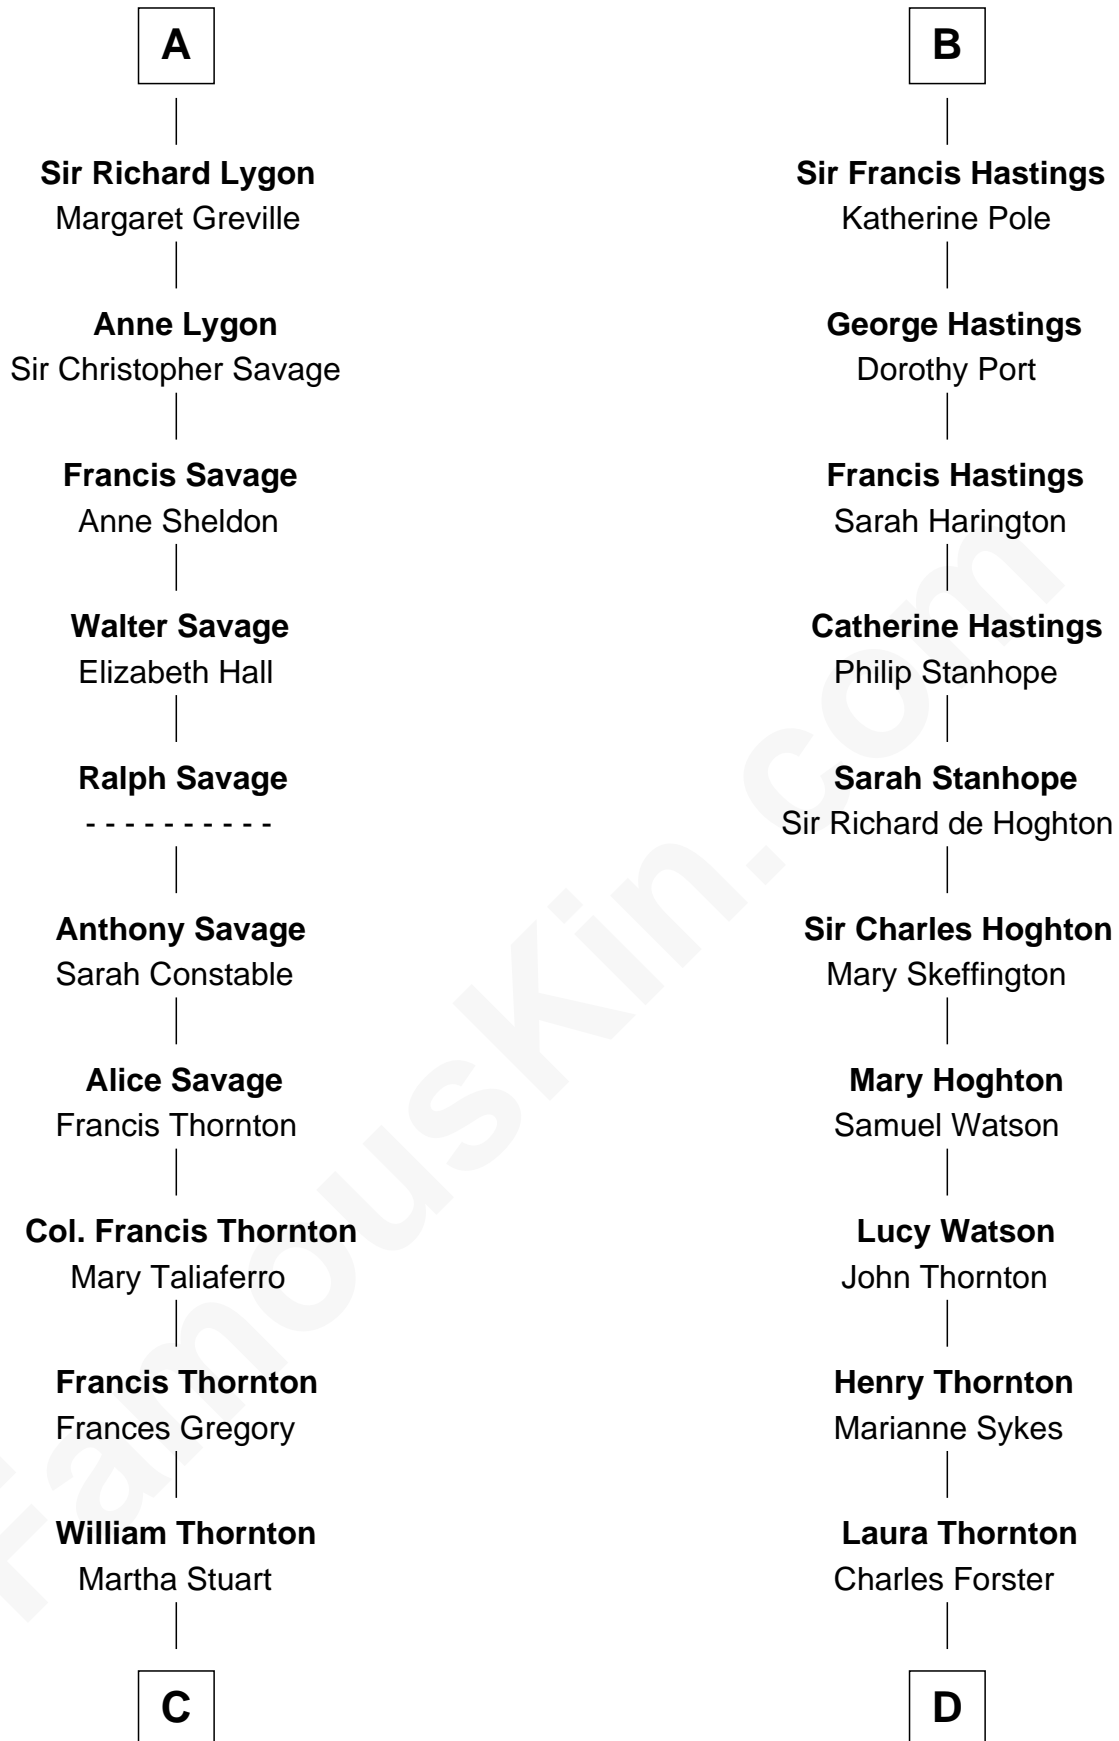 A
Sir Richard Lygon
Margaret Greville
Anne Lygon
Sir Christopher Savage
Francis Savage
Anne Sheldon
Walter Savage
Elizabeth Hall
Ralph Savage
- - - - - - - - - -
Anthony Savage
Sarah Constable
Alice Savage
Francis Thornton
Col. Francis Thornton
Mary Taliaferro
Francis Thornton
Frances Gregory
William Thornton
Martha Stuart
C
B
Sir Francis Hastings
Katherine Pole
George Hastings
Dorothy Port
Francis Hastings
Sarah Harington
Catherine Hastings
Philip Stanhope
Sarah Stanhope
Sir Richard de Hoghton
Sir Charles Hoghton
Mary Skeffington
Mary Hoghton
Samuel Watson
Lucy Watson
John Thornton
Henry Thornton
Marianne Sykes
Laura Thornton
Charles Forster
D
FamousKin.com